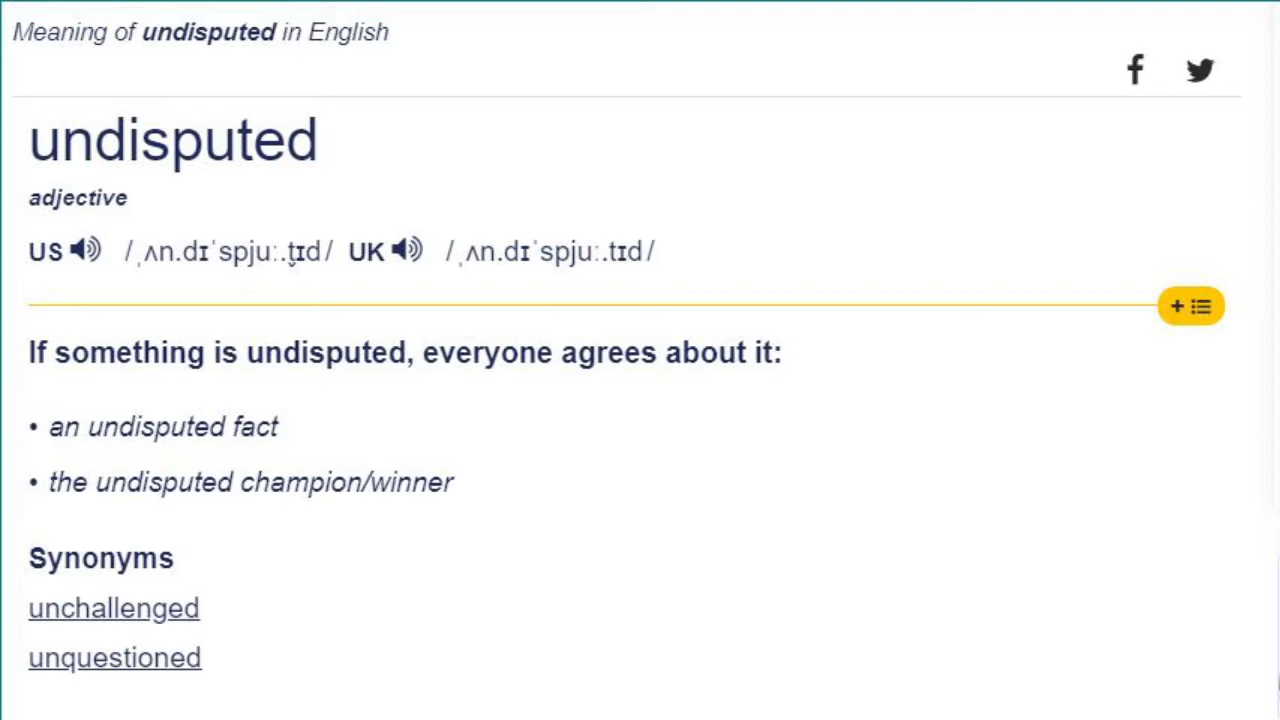 Meaning of undisputed in English
undisputed
adjective
US /ˌʌn.dɪˈspjuː.t̬ɪd/ UK /ˌʌn.dɪˈspjuː.tɪd/
If something is undisputed, everyone agrees about it:
• an undisputed fact
• the undisputed champion/winner
Synonyms
unchallenged
unquestioned